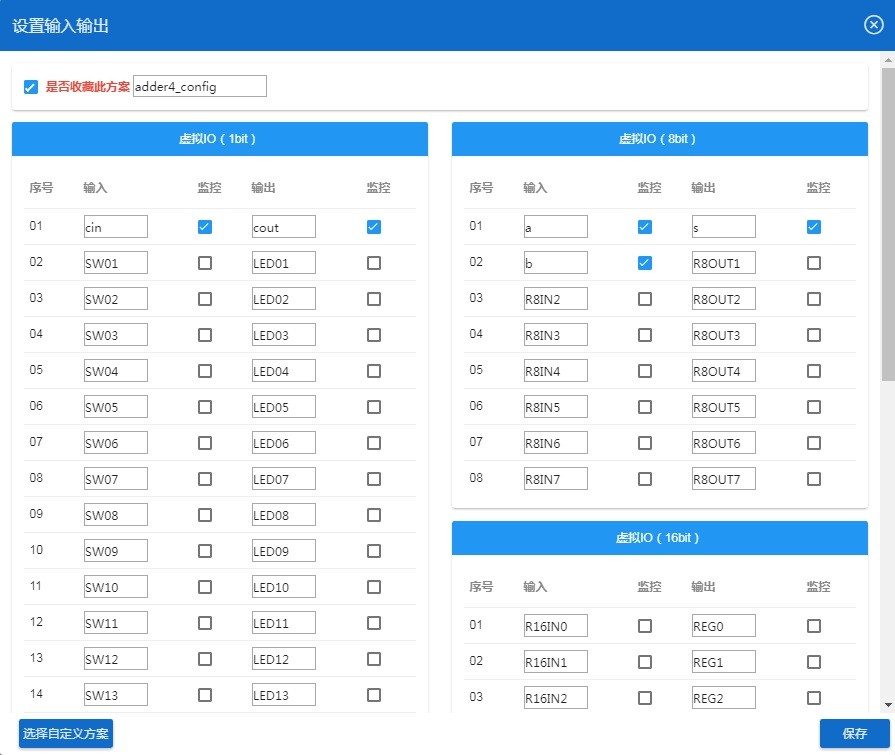 设置输入输出
是否收藏此方案 adder4_config
虚拟IO（1bit）
序号 输入 监控 输出 监控
01 cin cout
02 SW01 LED01
03 SW02 LED02
04 SW03 LED03
05 SW04 LED04
06 SW05 LED05
07 SW06 LED06
08 SW07 LED07
09 SW08 LED08
10 SW09 LED09
11 SW10 LED10
12 SW11 LED11
13 SW12 LED12
14 SW13 LED13
虚拟IO（8bit）
序号 输入 监控 输出 监控
01 a s
02 b R8OUT1
03 R8IN2 R8OUT2
04 R8IN3 R8OUT3
05 R8IN4 R8OUT4
06 R8IN5 R8OUT5
07 R8IN6 R8OUT6
08 R8IN7 R8OUT7
虚拟IO（16bit）
序号 输入 监控 输出 监控
01 R16IN0 REG0
02 R16IN1 REG1
03 R16IN2 REG2
选择自定义方案 保存